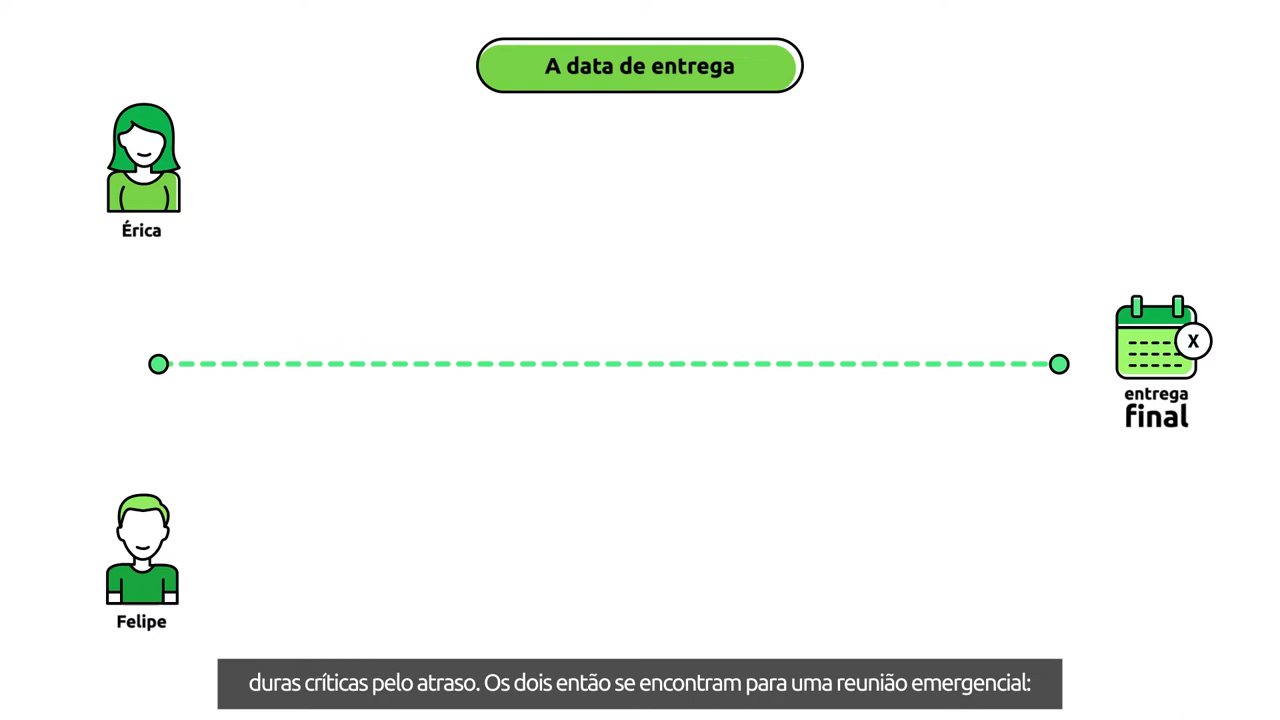 A data de entrega
Érica
X
entrega
final
Felipe
duras críticas pelo atraso. Os dois então se encontram para uma reunião emergencial: